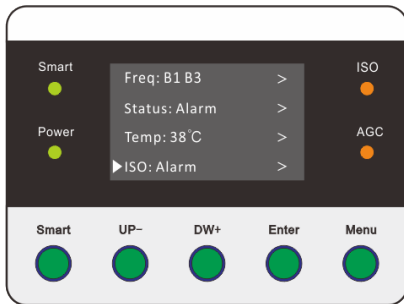 Smart
ISO
Freq: B1 B3 >
Status: Alarm >
Power
AGC
Temp: 38℃ >
ISO: Alarm >
Smart UP- DW+ Enter Menu